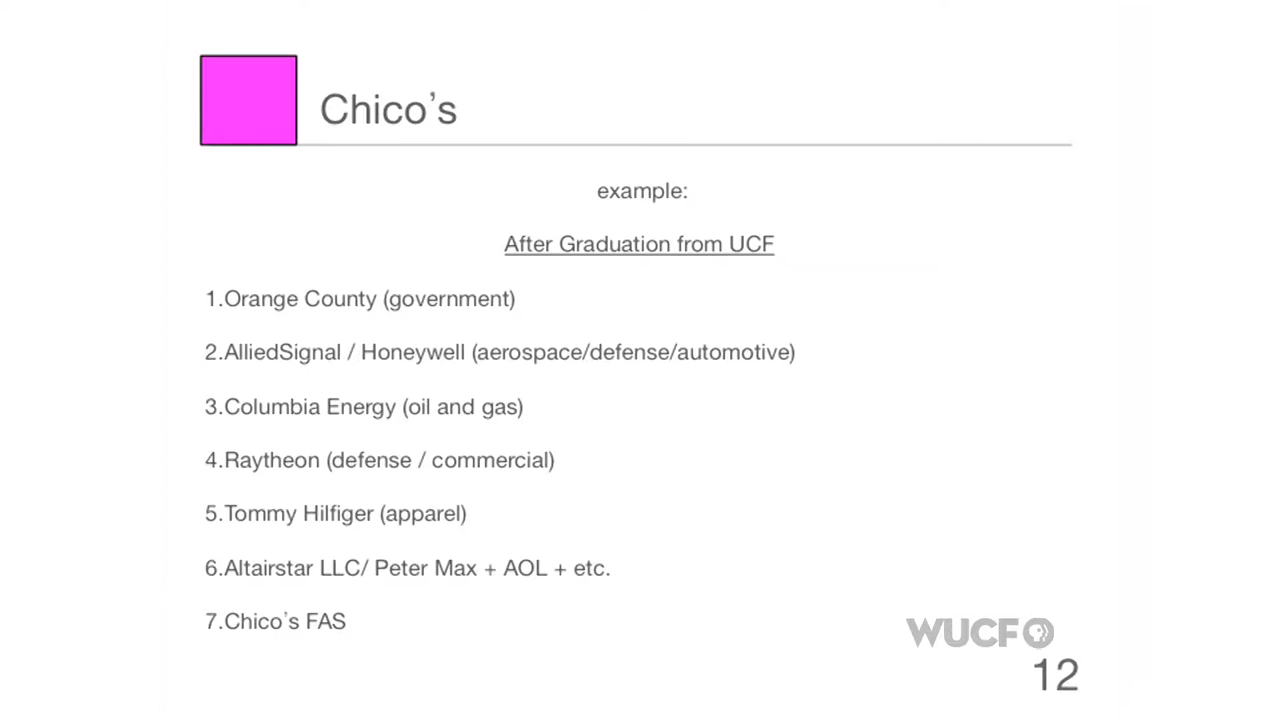 Chico’s
example:
After Graduation from UCF
1.Orange County (government)
2.AlliedSignal / Honeywell (aerospace/defense/automotive)
3.Columbia Energy (oil and gas)
4.Raytheon (defense / commercial)
5.Tommy Hilfiger (apparel)
6.Altairstar LLC/ Peter Max + AOL + etc.
7.Chico’s FAS
WUCF
12